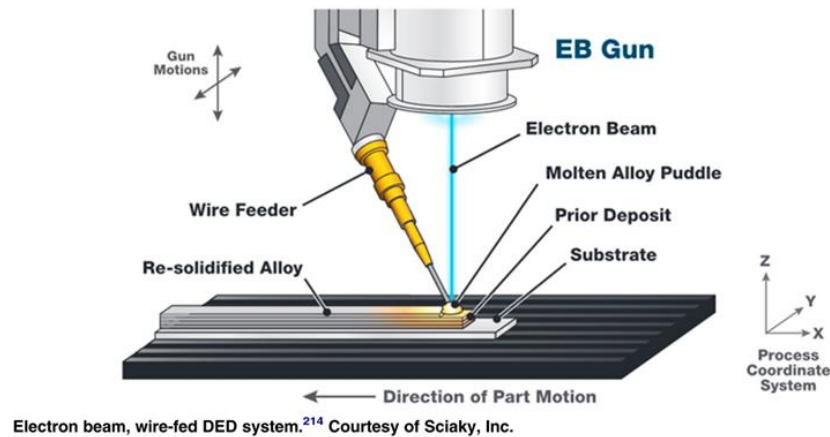 Gun
Motions
EB Gun
Electron Beam
Molten Alloy Puddle
Wire Feeder
Prior Deposit
Substrate
Re-solidified Alloy
Z
Y
X
Process
Coordinate
System
Direction of Part Motion
Electron beam, wire-fed DED system.214 Courtesy of Sciaky, Inc.